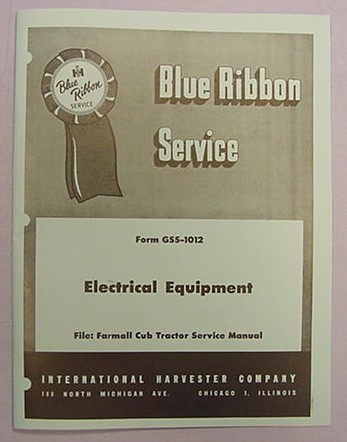 IH
Blue
Ribbon
SERVICE
Blue Ribbon
Service
Form GSS-1012
Electrical Equipment
File: Farmall Cub Tractor Service Manual
INTERNATIONAL HARVESTER COMPANY
180 NORTH MICHIGAN AVE. CHICAGO 1, ILLINOIS